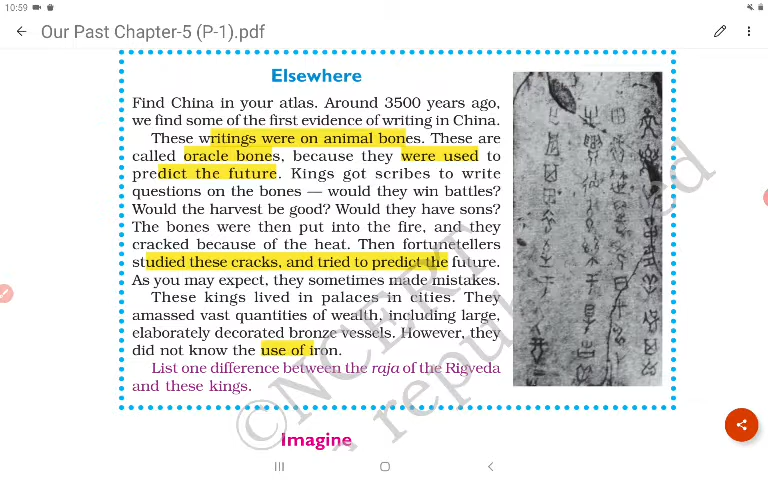 10:59
Our Past Chapter-5 (P-1).pdf
Elsewhere
Find China in your atlas. Around 3500 years ago,
we find some of the first evidence of writing in China.
These writings were on animal bones. These are
called oracle bones, because they were used to
predict the future. Kings got scribes to write
questions on the bones — would they win battles?
Would the harvest be good? Would they have sons?
The bones were then put into the fire, and they
cracked because of the heat. Then fortunetellers
studied these cracks, and tried to predict the future.
As you may expect, they sometimes made mistakes.
These kings lived in palaces in cities. They
amassed vast quantities of wealth, including large,
elaborately decorated bronze vessels. However, they
did not know the use of iron.
List one difference between the raja of the Rigveda
and these kings.
©NCERT
republished
Imagine